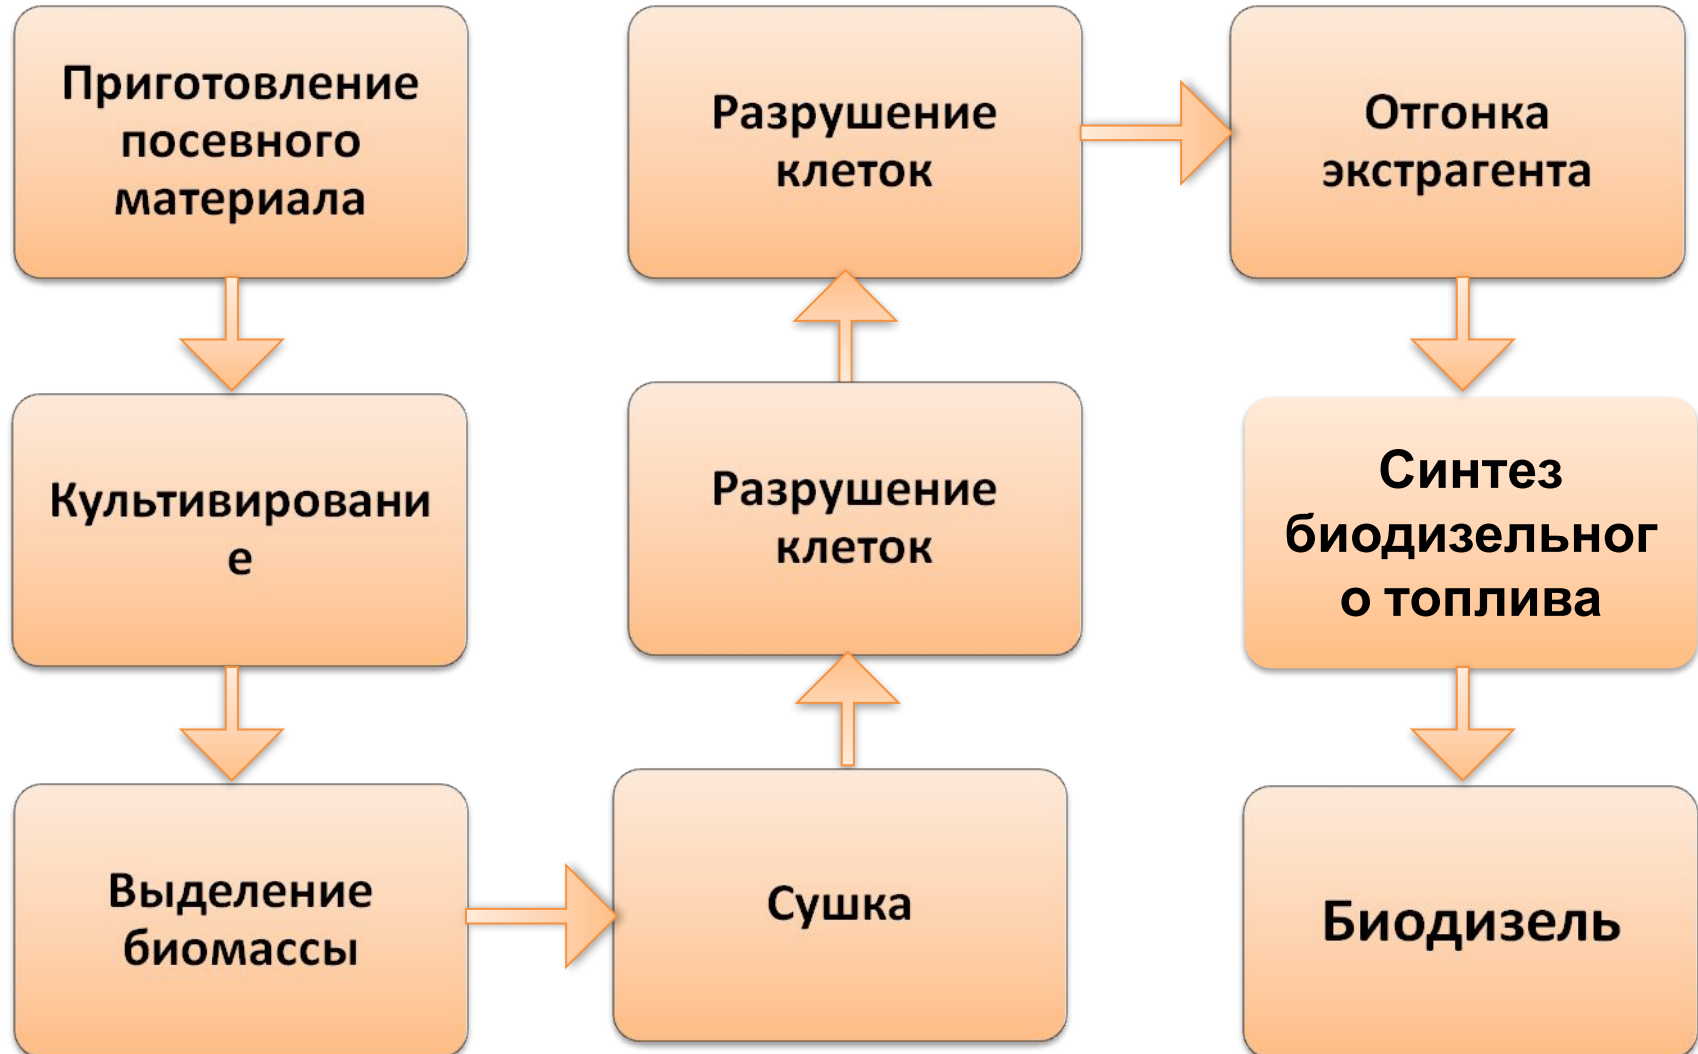 Приготовление
посевного
материала
Культивировани
е
Выделение
биомассы
Сушка
Разрушение
клеток
Разрушение
клеток
Отгонка
экстрагента
Синтез
биодизельног
о топлива
Биодизель